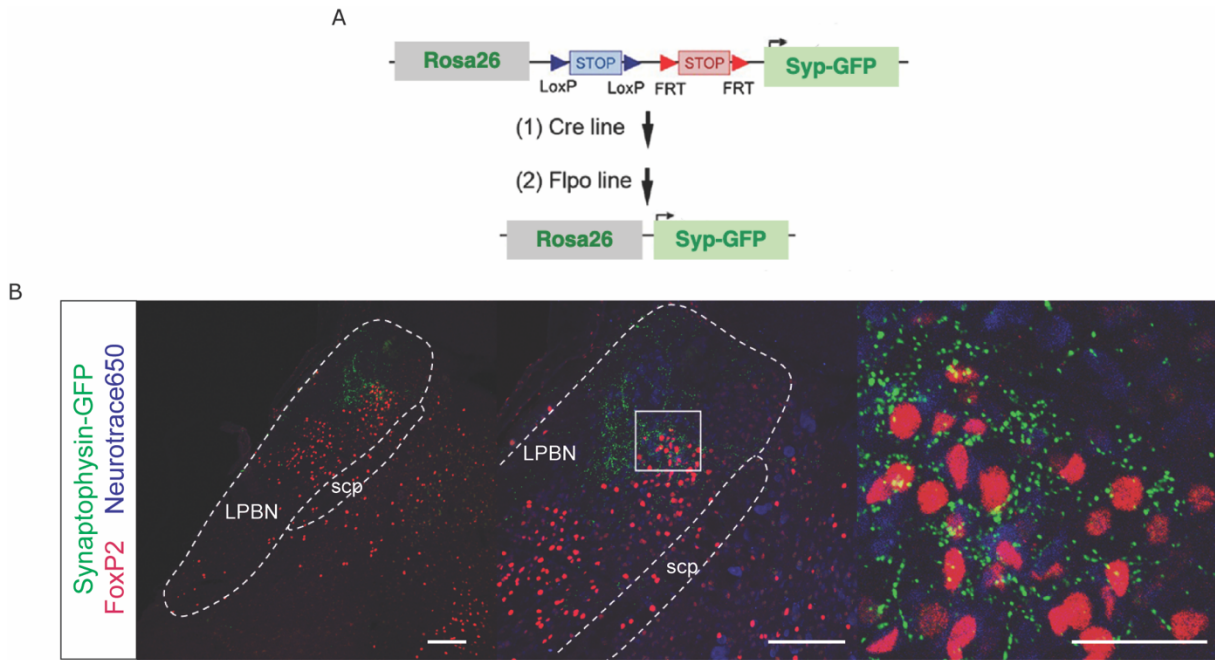 A
Rosa26
STOP
STOP
Syp-GFP
LoxP
LoxP
FRT
FRT
(1) Cre line
(2) Flpo line
Rosa26
Syp-GFP
B
Synaptophysin-GFP
FoxP2 Neurotrace650
LPBN
scp
LPBN
scp